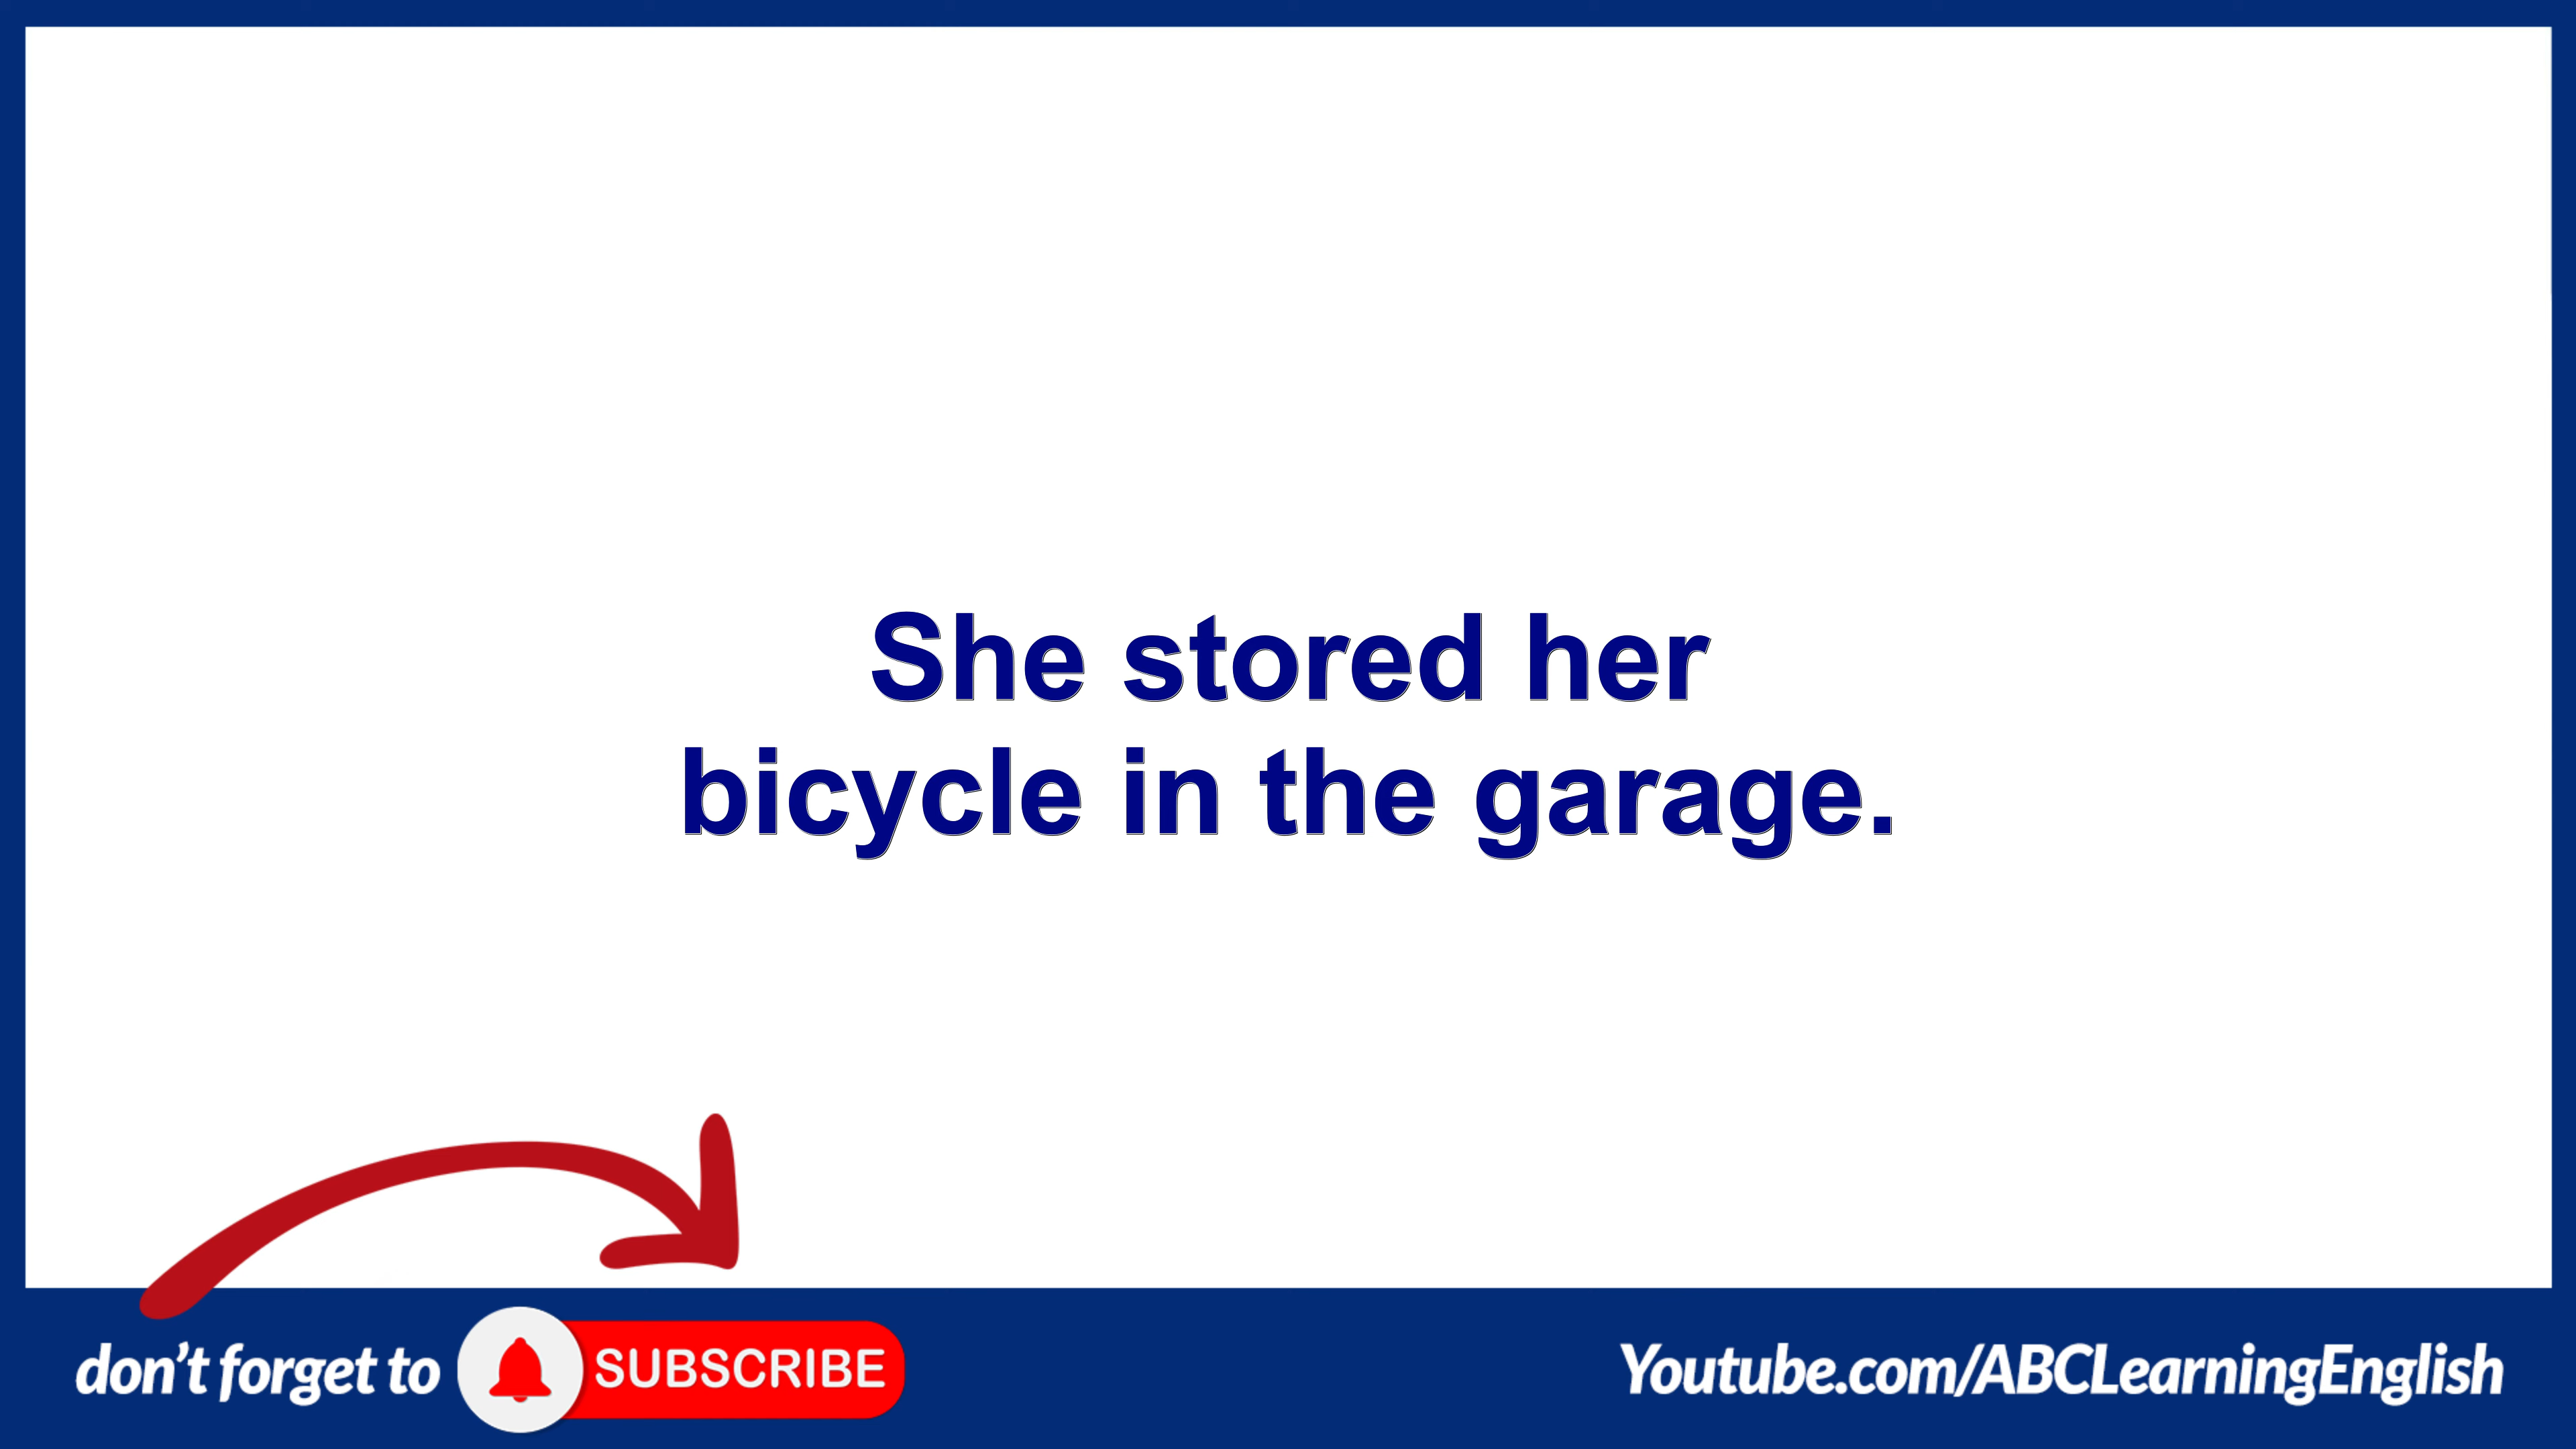 She stored her
bicycle in the garage.
don't forget to SUBSCRIBE
Youtube.com/ABCLearningEnglish